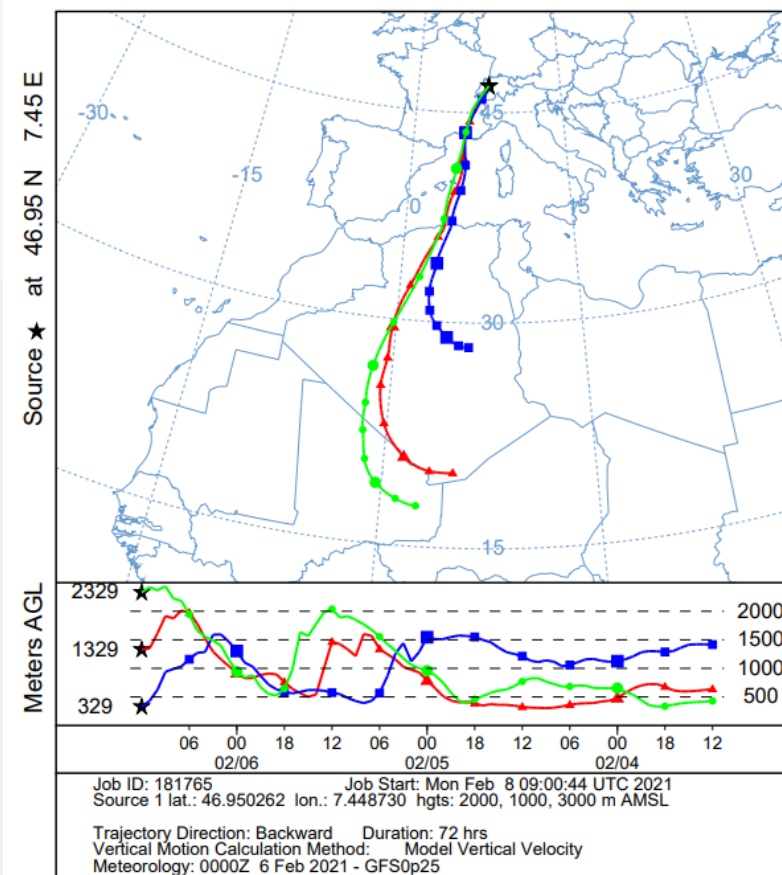 Source ★ at 46.95 N 7.45 E
-30
45
-15
30
0
15
30
15
Meters AGL
2329
2000
1500
1329
1000
329
500
06 00 18 12 06 00 18 12 06 00 18 12
02/06 02/05 02/04
Job ID: 181765 Job Start: Mon Feb 8 09:00:44 UTC 2021
Source 1 lat.: 46.950262 lon.: 7.448730 hgts: 2000, 1000, 3000 m AMSL
Trajectory Direction: Backward Duration: 72 hrs
Vertical Motion Calculation Method: Model Vertical Velocity
Meteorology: 0000Z 6 Feb 2021 - GFS0p25